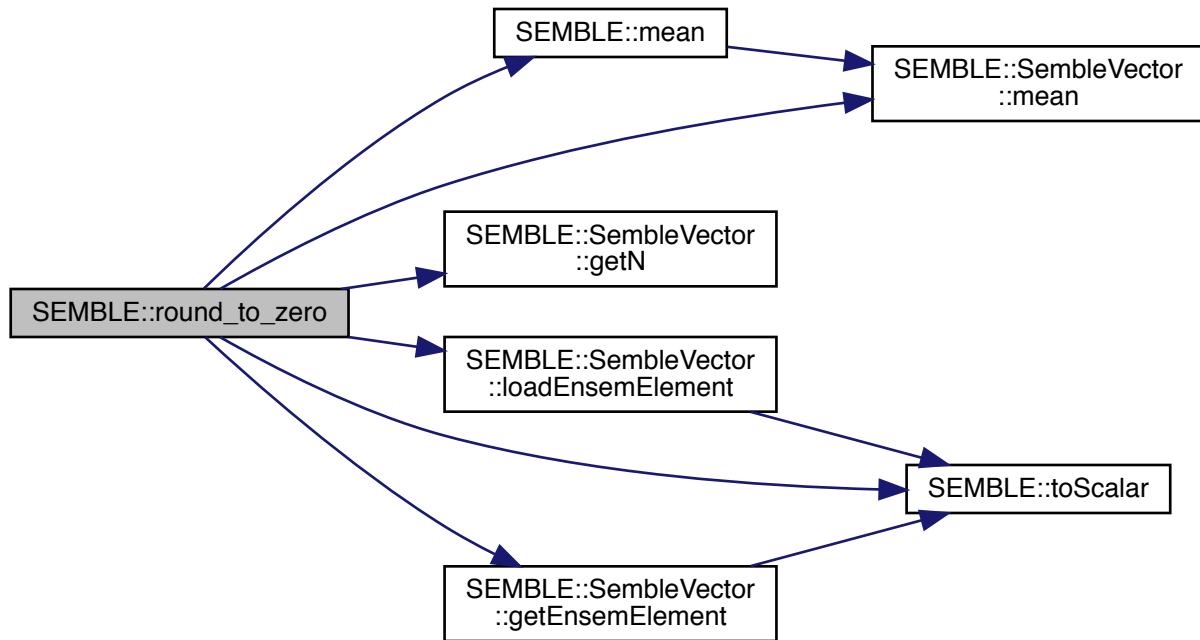 SEMBLE::mean
SEMBLE::SembleVector
::mean
SEMBLE::SembleVector
::getN
SEMBLE::round_to_zero
SEMBLE::SembleVector
::loadEnsemElement
SEMBLE::toScalar
SEMBLE::SembleVector
::getEnsemElement